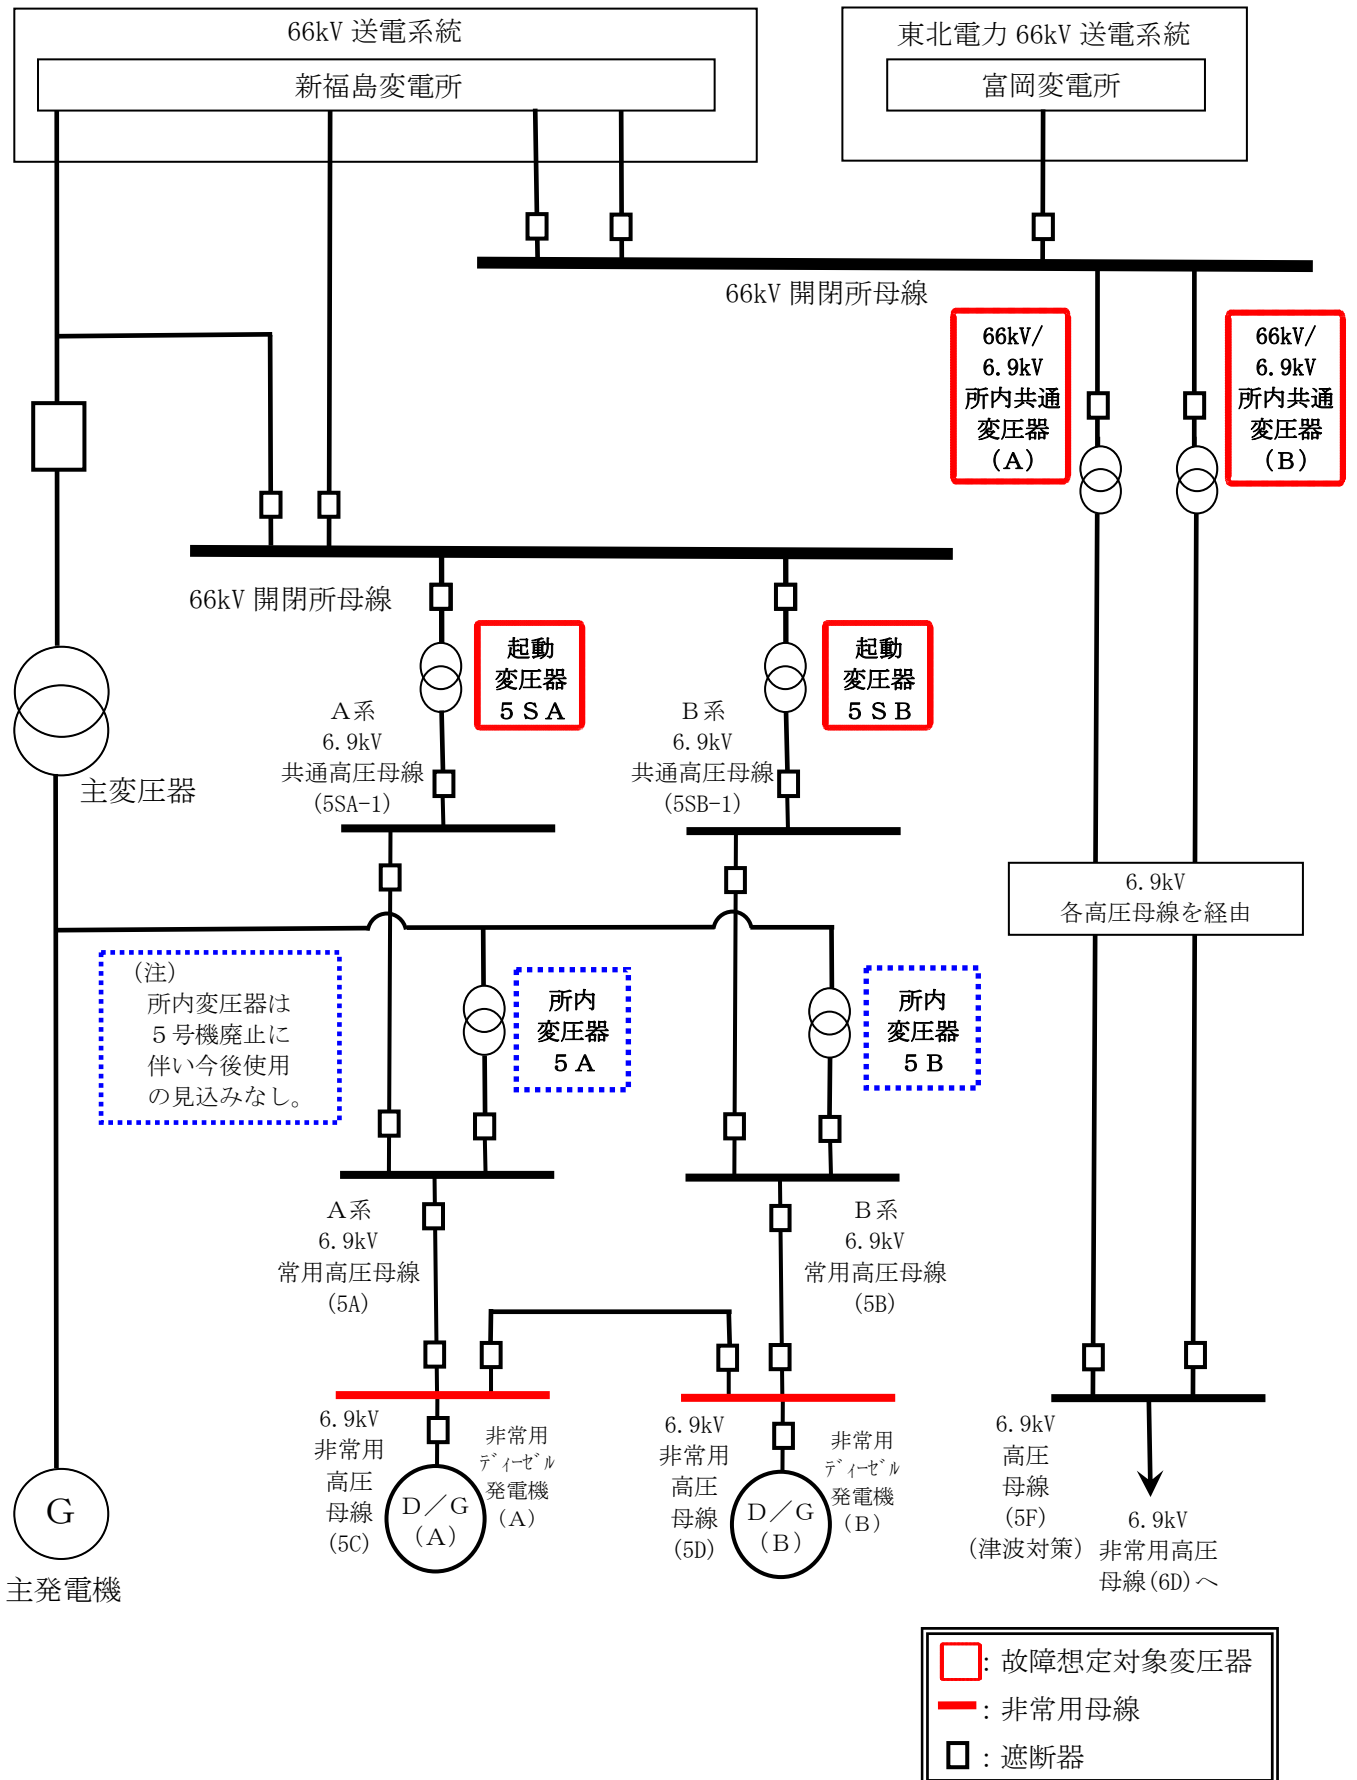 66kV 送電系統
新福島変電所
東北電力 66kV 送電系統
富岡変電所
66kV 開閉所母線
66kV/
6.9kV
所内共通
変圧器
(A)
66kV/
6.9kV
所内共通
変圧器
(B)
66kV 開閉所母線
起動
変圧器
5SA
起動
変圧器
5SB
A系
6.9kV
共通高圧母線
(5SA-1)
B系
6.9kV
共通高圧母線
(5SB-1)
主変圧器
6.9kV
各高圧母線を経由
(注)
所内変圧器は
5号機廃止に
伴い今後使用
の見込みなし。
所内
変圧器
5A
所内
変圧器
5B
A系
6.9kV
常用高圧母線
(5A)
B系
6.9kV
常用高圧母線
(5B)
6.9kV
非常用
高圧
母線
(5C)
D/G
(A)
非常用
ディーゼル
発電機
(A)
6.9kV
非常用
高圧
母線
(5D)
D/G
(B)
非常用
ディーゼル
発電機
(B)
6.9kV
高圧
母線
(5F)
(津波対策)
6.9kV
非常用高圧
母線(6D)へ
G
主発電機
:故障想定対象変圧器
:非常用母線
:遮断器